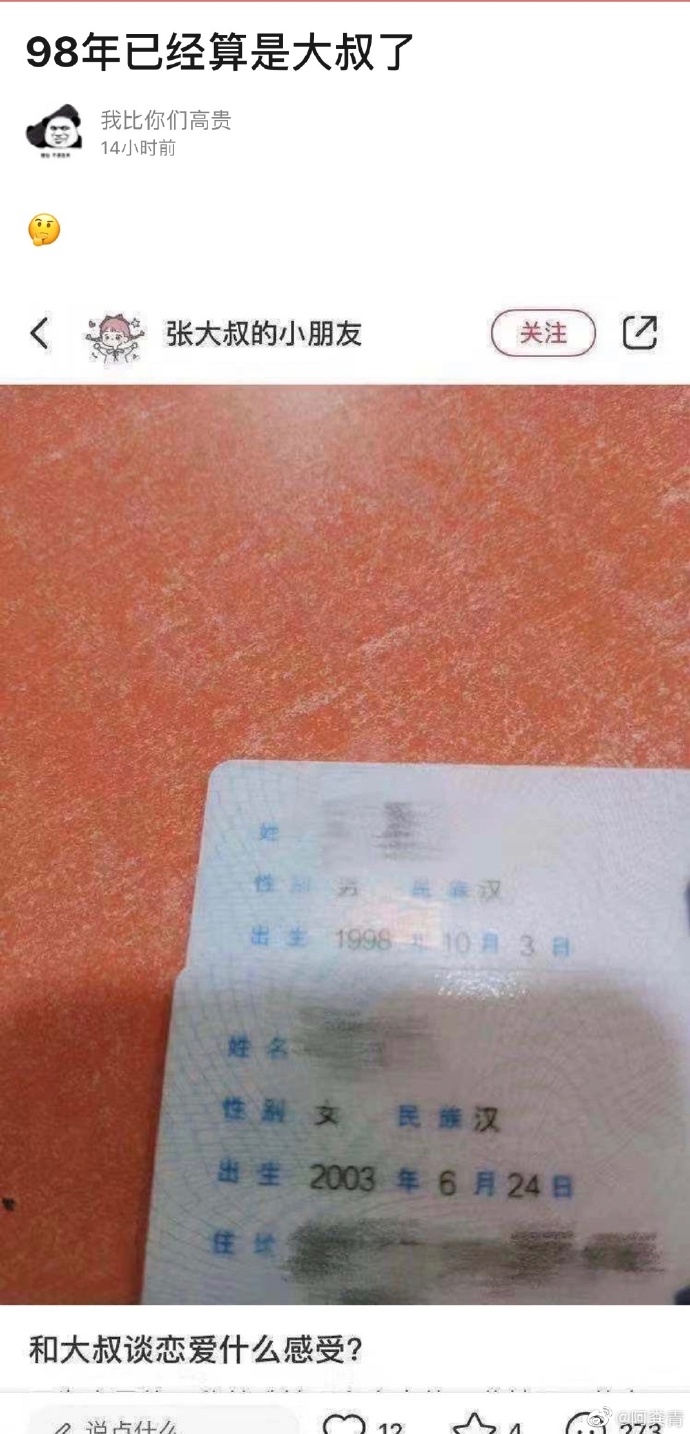 98年已经算是大叔了
我比你们高贵
14小时前
张大叔的小朋友
关注
姓
性别 男 民族 汉
出生 1998 年 10 月 3 日
姓名
性别 女 民族 汉
出生 2003 年 6 月 24 日
住址
和大叔谈恋爱什么感受?
说点什么
12
4
273
@阿粪青